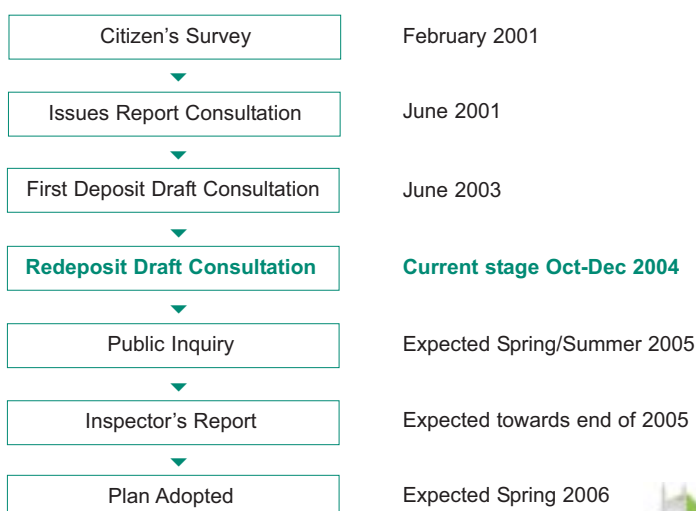 Citizen's Survey February 2001
Issues Report Consultation June 2001
First Deposit Draft Consultation June 2003
Redeposit Draft Consultation Current stage Oct-Dec 2004
Public Inquiry Expected Spring/Summer 2005
Inspector's Report Expected towards end of 2005
Plan Adopted Expected Spring 2006